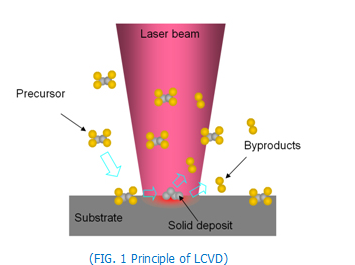 Laser beam
Precursor
Byproducts
Substrate
Solid deposit
(FIG. 1 Principle of LCVD)